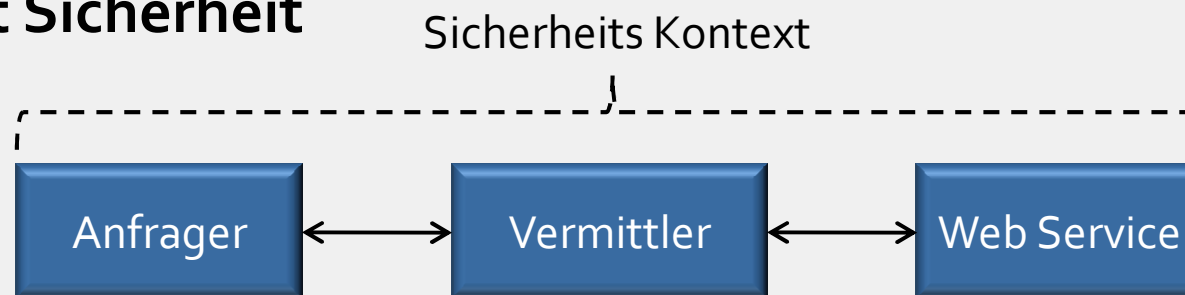 t Sicherheit
Sicherheits Kontext
Anfrager
Vermittler
Web Service